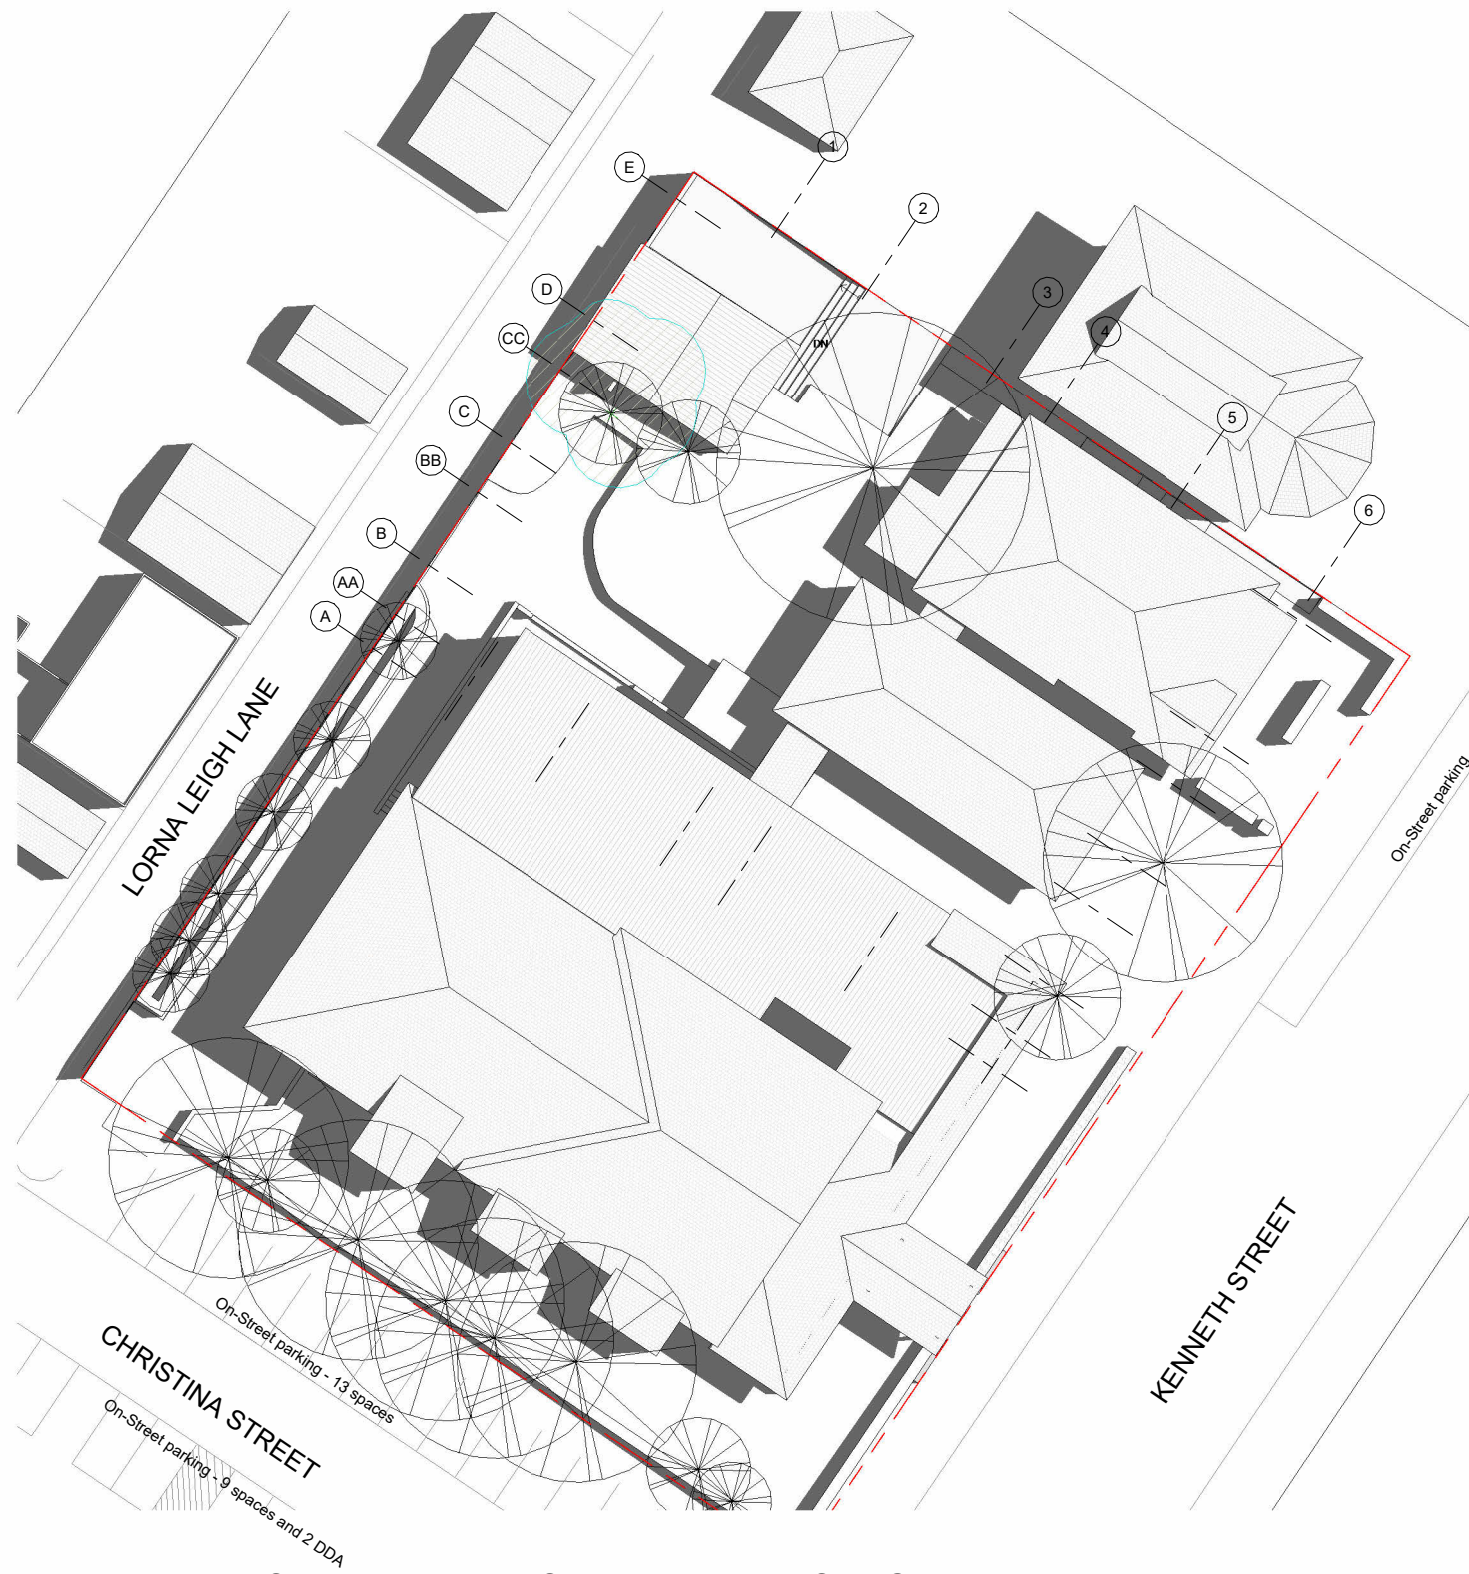 1
E
2
D
3
4
CC
C
5
DN
BB
6
B
AA
A
LORNA LEIGH LANE
On-Street parking
KENNETH STREET
On-Street parking - 13 spaces
CHRISTINA STREET
On-Street parking - 9 spaces and 2 DDA